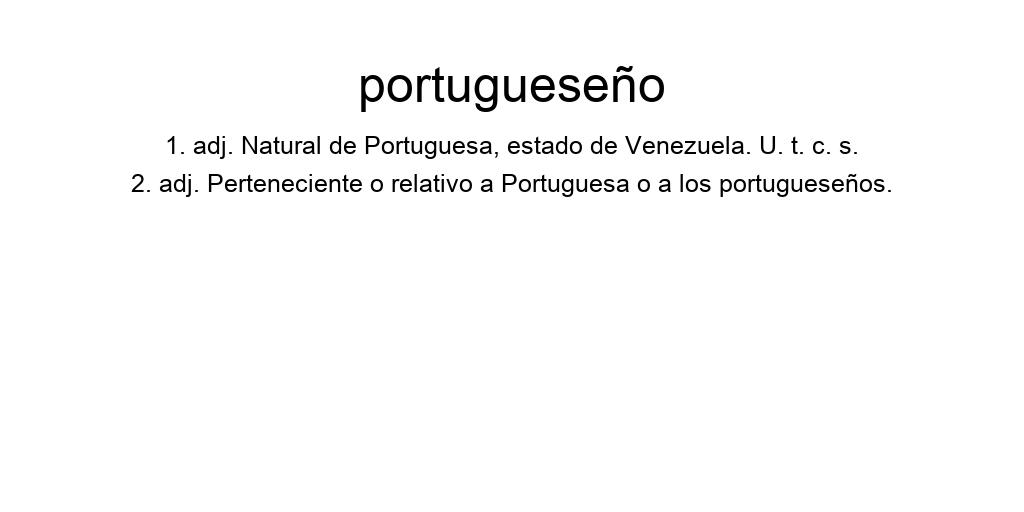 portugueseño
1. adj. Natural de Portuguesa, estado de Venezuela. U. t. c. s.
2. adj. Perteneciente o relativo a Portuguesa o a los portugueseños.